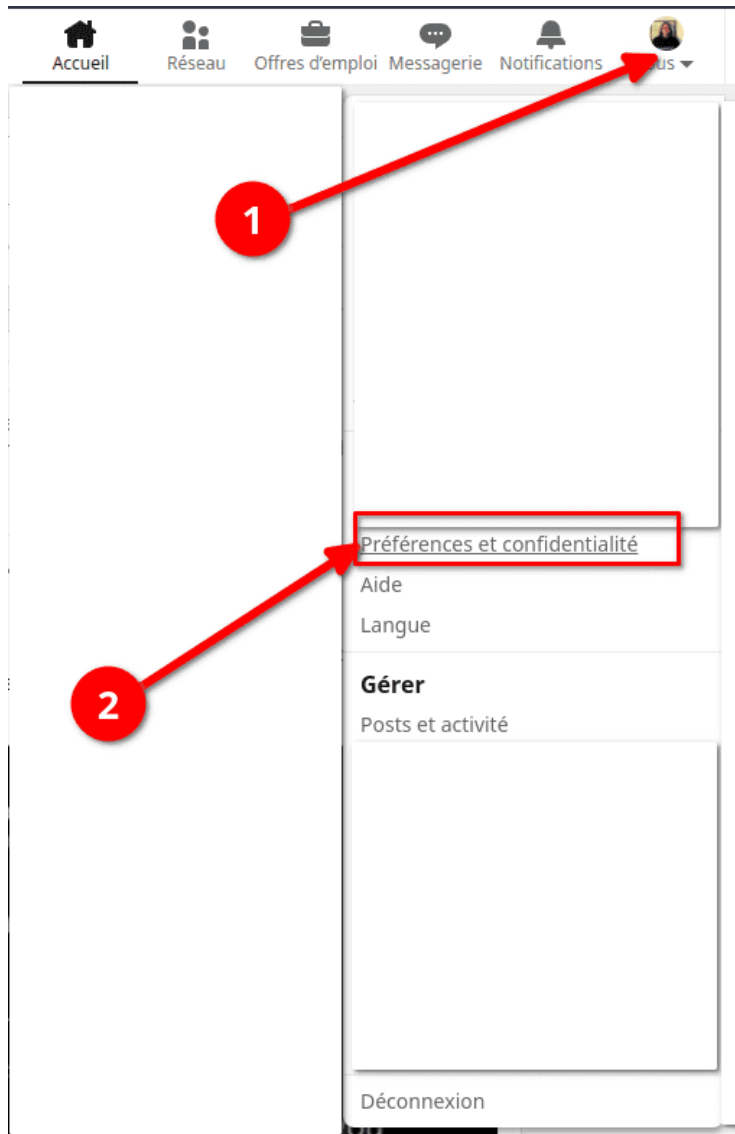 Accueil
Réseau
Offres d'emploi
Messagerie
Notifications
1
Préférences et confidentialité
Aide
Langue
2
Gérer
Posts et activité
Déconnexion